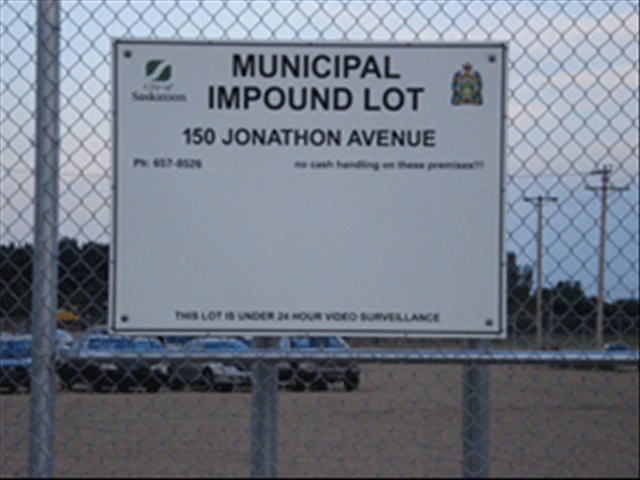 City of
Saskatoon
MUNICIPAL
IMPOUND LOT
150 JONATHON AVENUE
Ph: 657-8526
no cash handling on these premises!!!
THIS LOT IS UNDER 24 HOUR VIDEO SURVEILLANCE